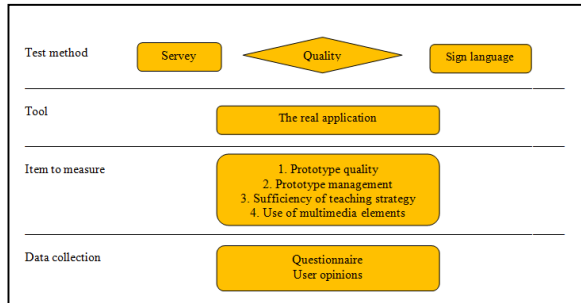 Test method
Servey
Quality
Sign language
Tool
The real application
Item to measure
1. Prototype quality
2. Prototype management
3. Sufficiency of teaching strategy
4. Use of multimedia elements
Data collection
Questionnaire
User opinions